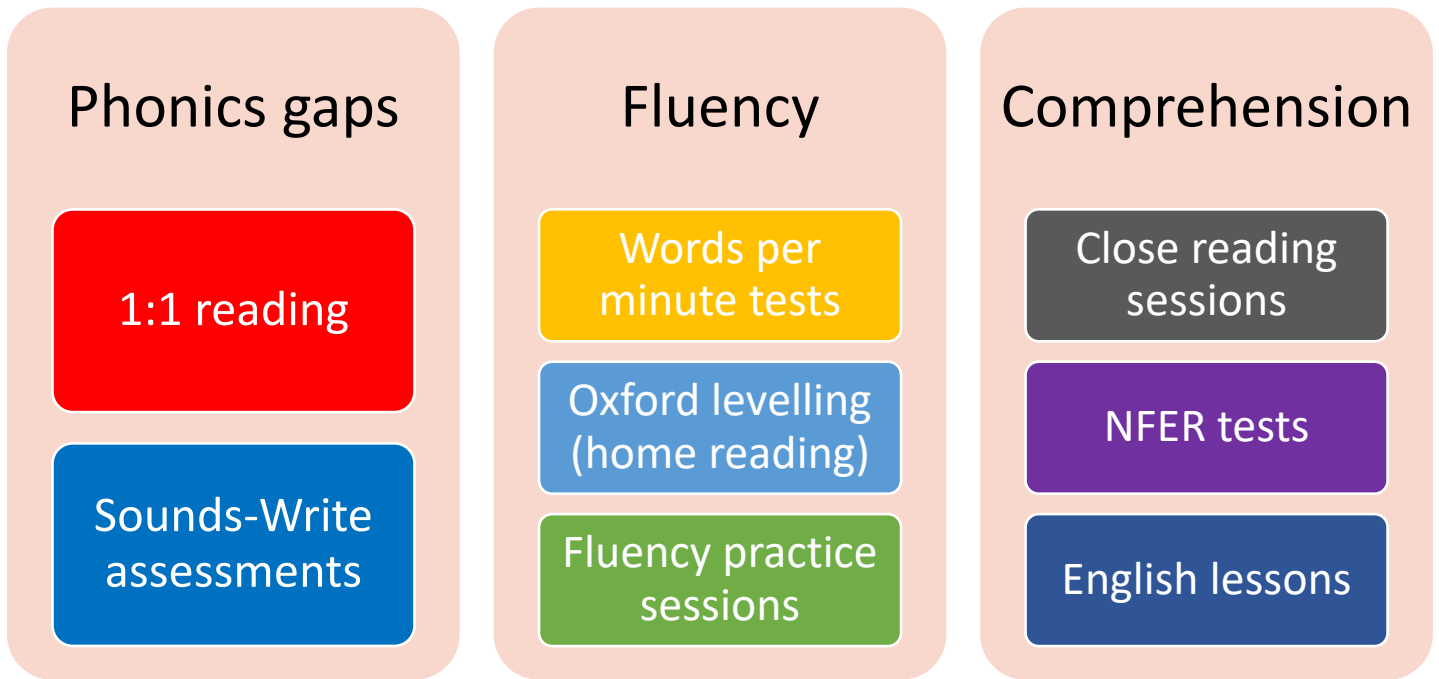 Phonics gaps
1:1 reading
Sounds-Write
assessments
Fluency
Words per
minute tests
Oxford levelling
(home reading)
Fluency practice
sessions
Comprehension
Close reading
sessions
NFER tests
English lessons